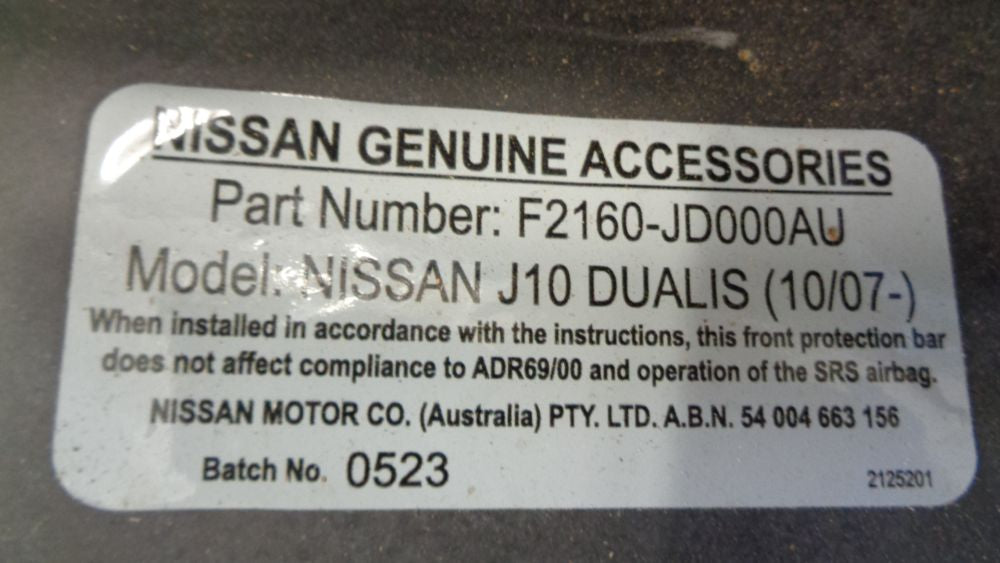 NISSAN GENUINE ACCESSORIES
Part Number: F2160-JD000AU
Model: NISSAN J10 DUALIS (10/07-)
When installed in accordance with the instructions, this front protection bar
does not affect compliance to ADR69/00 and operation of the SRS airbag.
NISSAN MOTOR CO. (Australia) PTY. LTD. A.B.N. 54 004 663 156
Batch No. 0523
2125201